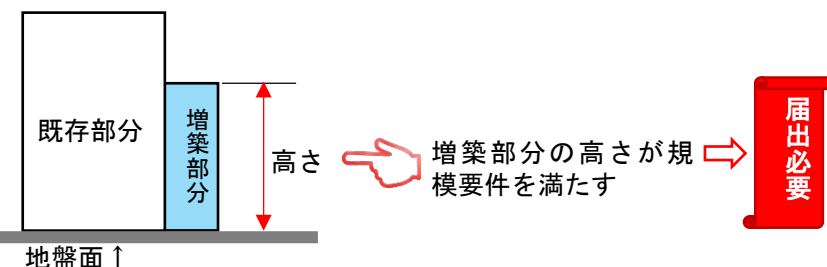 既存部分
増築部分
高さ
増築部分の高さが規
模要件を満たす
届出必要
地盤面↑